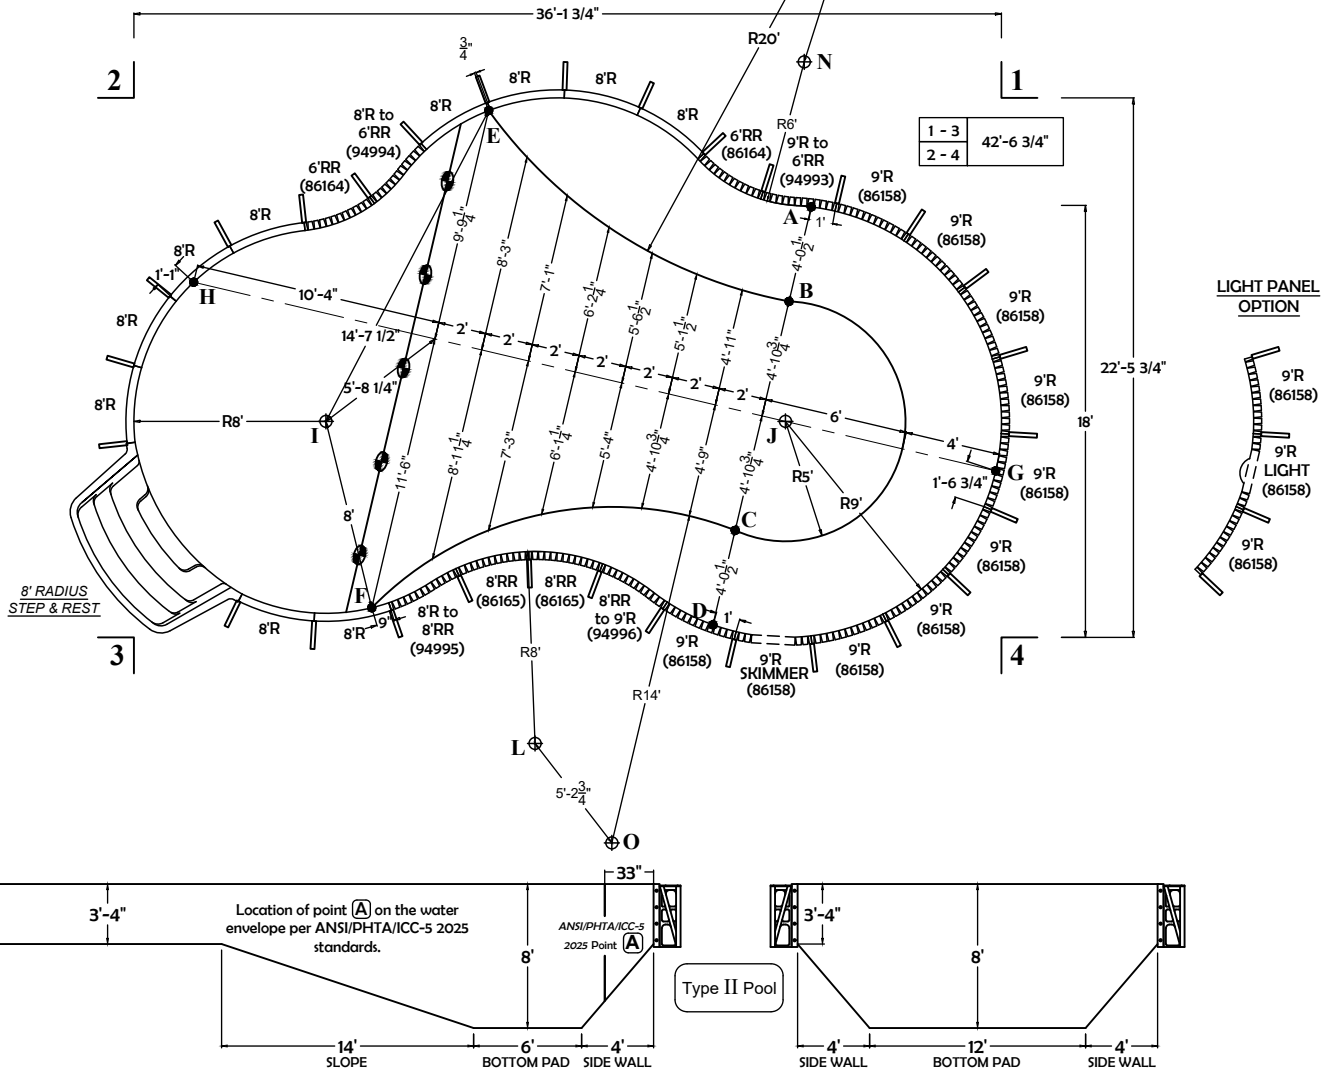 36'-1 3/4"
2
1
3
4
3/4"
8'R
8'R
8'R
8'R
8'R to
6'RR
(94994)
6'RR
(86164)
8'R
8'R
1'-1"
H
8'R
8'R
E
R20'
N
R6'
6'RR
(86164)
9'R to
6'RR
(94993)
A
1'
9'R
(86158)
9'R
(86158)
9'R
(86158)
9'R
(86158)
9'R
(86158)
9'R
(86158)
9'R
(86158)
9'R
(86158)
9'R
(86158)
9'R
SKIMMER
(86158)
9'R
(86158)
1 - 3
2 - 4
42'-6 3/4"
22'-5 3/4"
18'
LIGHT PANEL
OPTION
9'R
(86158)
9'R
LIGHT
(86158)
9'R
(86158)
10'-4"
14'-7 1/2"
5'-8 1/4"
2'
2'
2'
2'
2'
2'
2'
6'
4'
9'-9 1/4"
8'-3"
7'-1"
6'-2 1/4"
5'-6 1/2"
5'-1 1/2"
4'-11"
4'-10 3/4"
4'-0 1/2"
B
11'-6"
8'-11 1/4"
7'-3"
6'-1 1/4"
5'-4"
4'-10 3/4"
4'-9"
4'-10 3/4"
4'-0 1/2"
C
D
1'
J
R5'
R9'
G
1'-6 3/4"
R8'
I
8'
F
8'R
9"
8'R
8'R to
8'RR
(94995)
8'RR
(86165)
8'RR
(86165)
8'RR
to 9'R
(94996)
8' RADIUS
STEP & REST
R8'
R14'
L
5'-2 3/4"
O
3'-4"
Location of point A on the water
envelope per ANSI/PHTA/ICC-5 2025
standards.
8'
33"
ANSI/PHTA/ICC-5
2025 Point A
Type II Pool
14'
SLOPE
6'
BOTTOM PAD
4'
SIDE WALL
3'-4"
8'
4'
SIDE WALL
12'
BOTTOM PAD
4'
SIDE WALL